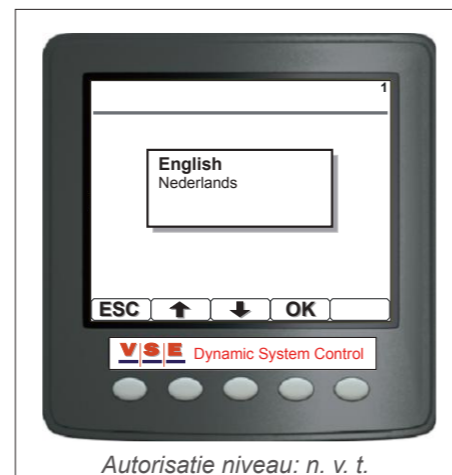 1
English
Nederlands
ESC OK
VSE Dynamic System Control
Autorisatie niveau: n. v. t.